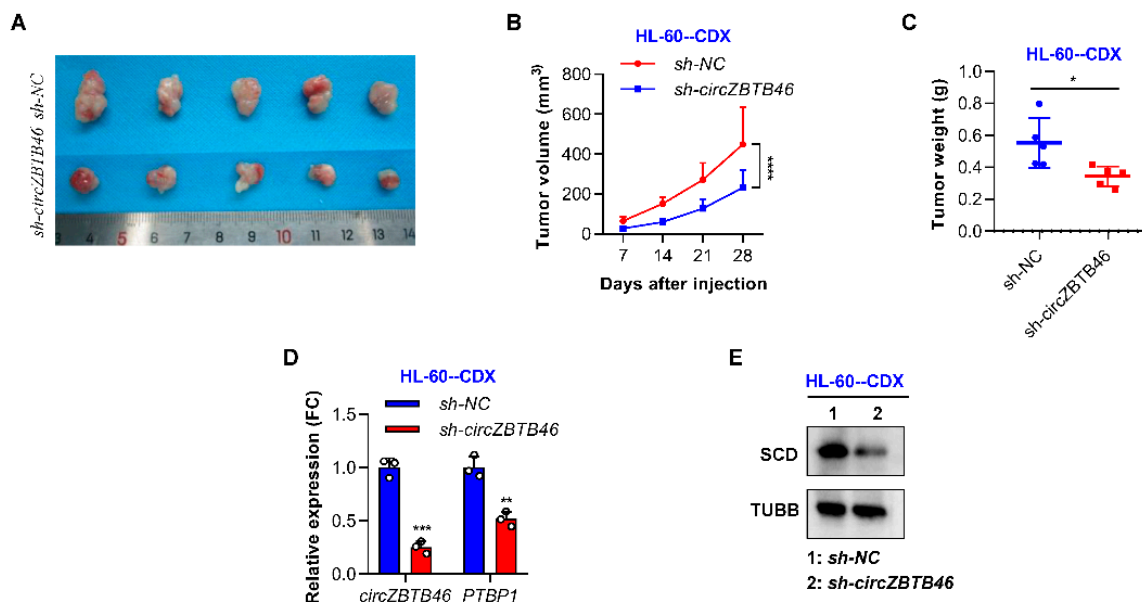 A
sh-NC
sh-circZBTB46
3 4 5 6 7 8 9 10 11 12 13 14
B
HL-60--CDX
sh-NC
sh-circZBTB46
Tumor volume (mm³)
800
600
400
200
0
****
7 14 21 28
Days after injection
C
HL-60--CDX
*
Tumor weight (g)
1.0
0.8
0.6
0.4
0.2
0.0
sh-NC
sh-circZBTB46
D
HL-60--CDX
sh-NC
sh-circZBTB46
Relative expression (FC)
1.5
1.0
0.5
0.0
***
**
circZBTB46 PTBP1
E
HL-60--CDX
1 2
SCD
TUBB
1: sh-NC
2: sh-circZBTB46